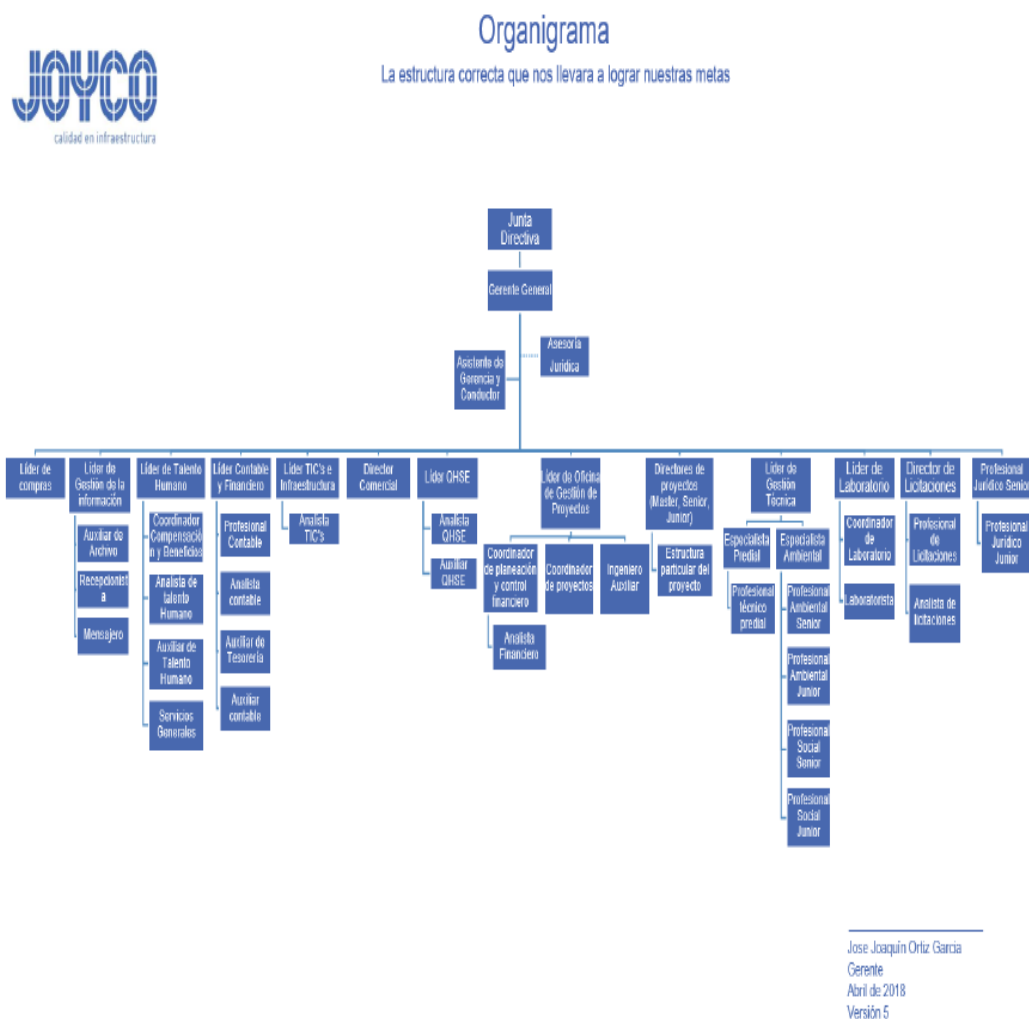 Organigrama
La estructura correcta que nos llevara a lograr nuestras metas
JOYCO
calidad en infraestructura
Junta
Directiva
Gerente General
Asistente de
Gerencia y
Conductor
Asesoría
Jurídica
Líder de
compras
Líder de
Gestión de la
información
Auxiliar de
Archivo
Recepcionist
a
Mensajero
Líder de Talento
Humano
Coordinador
Compensació
n y Beneficios
Analista de
talento
Humano
Auxiliar de
Talento
Humano
Servicios
Generales
Líder Contable
y Financiero
Profesional
Contable
Analista
contable
Auxiliar de
Tesorería
Auxiliar
contable
Líder TIC's e
Infraestructura
Analista
TIC's
Director
Comercial
Líder QHSE
Analista
QHSE
Auxiliar
QHSE
Líder de Oficina
de Gestión de
Proyectos
Coordinador
de planeación
y control
financiero
Analista
Financiero
Coordinador
de proyectos
Ingeniero
Auxiliar
Directores de
proyectos
(Master, Senior,
Junior)
Estructura
particular del
proyecto
Líder de
Gestión
Técnica
Especialista
Predial
Profesional
técnico
predial
Especialista
Ambiental
Profesional
Ambiental
Senior
Profesional
Ambiental
Junior
Profesional
Social
Senior
Profesional
Social
Junior
Líder de
Laboratorio
Coordinador
de
Laboratorio
Laboratorista
Director de
Licitaciones
Profesional
de
Licitaciones
Analista de
licitaciones
Profesional
Jurídico Senior
Profesional
Jurídico
Junior
Jose Joaquín Ortiz Garcia
Gerente
Abril de 2018
Versión 5